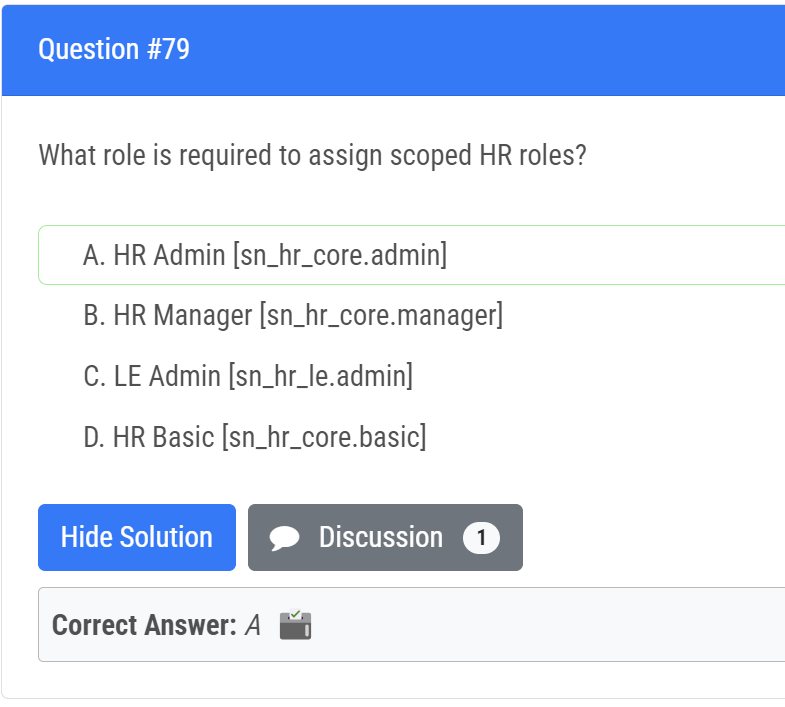 Question #79
What role is required to assign scoped HR roles?
A. HR Admin [sn_hr_core.admin]
B. HR Manager [sn_hr_core.manager]
C. LE Admin [sn_hr_le.admin]
D. HR Basic [sn_hr_core.basic]
Hide Solution Discussion 1
Correct Answer: A